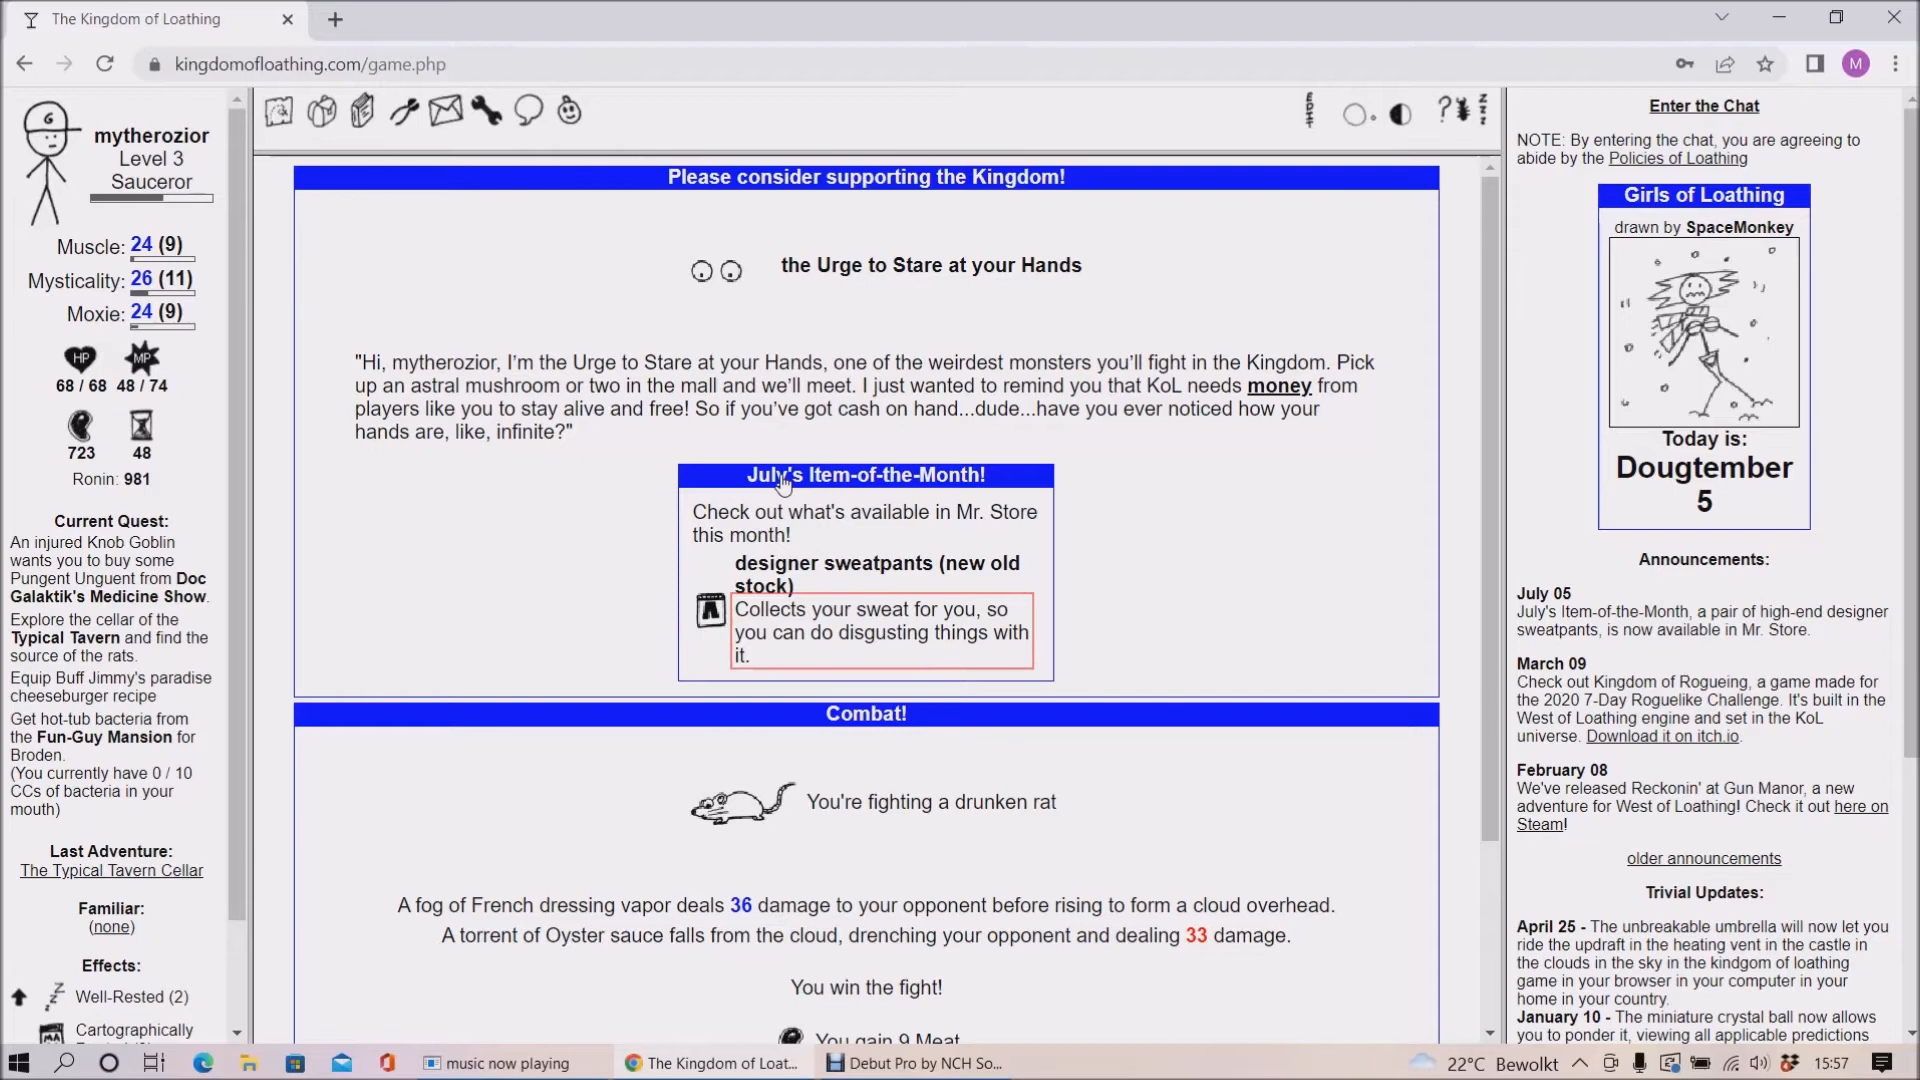 The Kingdom of Loathing
kingdomofloathing.com/game.php
M
mytherozior
Level 3
Sauceror
Muscle: 24 (9)
Mysticality: 26 (11)
Moxie: 24 (9)
HP MP
68 / 68 48 / 74
723 48
Ronin: 981
Current Quest:
An injured Knob Goblin
wants you to buy some
Pungent Unguent from Doc
Galaktik's Medicine Show.
Explore the cellar of the
Typical Tavern and find the
source of the rats.
Equip Buff Jimmy's paradise
cheeseburger recipe
Get hot-tub bacteria from
the Fun-Guy Mansion for
Broden.
(You currently have 0 / 10
CCs of bacteria in your
mouth)
Last Adventure:
The Typical Tavern Cellar
Familiar:
(none)
Effects:
Well-Rested (2)
Cartographically
Please consider supporting the Kingdom!
the Urge to Stare at your Hands
"Hi, mytherozior, I'm the Urge to Stare at your Hands, one of the weirdest monsters you'll fight in the Kingdom. Pick
up an astral mushroom or two in the mall and we'll meet. I just wanted to remind you that KoL needs money from
players like you to stay alive and free! So if you've got cash on hand...dude...have you ever noticed how your
hands are, like, infinite?"
July's Item-of-the-Month!
Check out what's available in Mr. Store
this month!
designer sweatpants (new old
stock)
Collects your sweat for you, so
you can do disgusting things with
it.
Combat!
You're fighting a drunken rat
A fog of French dressing vapor deals 36 damage to your opponent before rising to form a cloud overhead.
A torrent of Oyster sauce falls from the cloud, drenching your opponent and dealing 33 damage.
You win the fight!
You gain 9 Meat
Enter the Chat
NOTE: By entering the chat, you are agreeing to
abide by the Policies of Loathing
Girls of Loathing
drawn by SpaceMonkey
Today is:
Dougtember
5
Announcements:
July 05
July's Item-of-the-Month, a pair of high-end designer
sweatpants, is now available in Mr. Store.
March 09
Check out Kingdom of Rogueing, a game made for
the 2020 7-Day Roguelike Challenge. It's built in the
West of Loathing engine and set in the KoL
universe. Download it on itch.io.
February 08
We've released Reckonin' at Gun Manor, a new
adventure for West of Loathing! Check it out here on
Steam!
older announcements
Trivial Updates:
April 25 - The unbreakable umbrella will now let you
ride the updraft in the heating vent in the castle in
the clouds in the sky in the kindgom of loathing
game in your browser in your computer in your
home in your country.
January 10 - The miniature crystal ball now allows
you to ponder it, viewing all applicable predictions
music now playing
The Kingdom of Loat...
Debut Pro by NCH So...
22°C Bewolkt
15:57